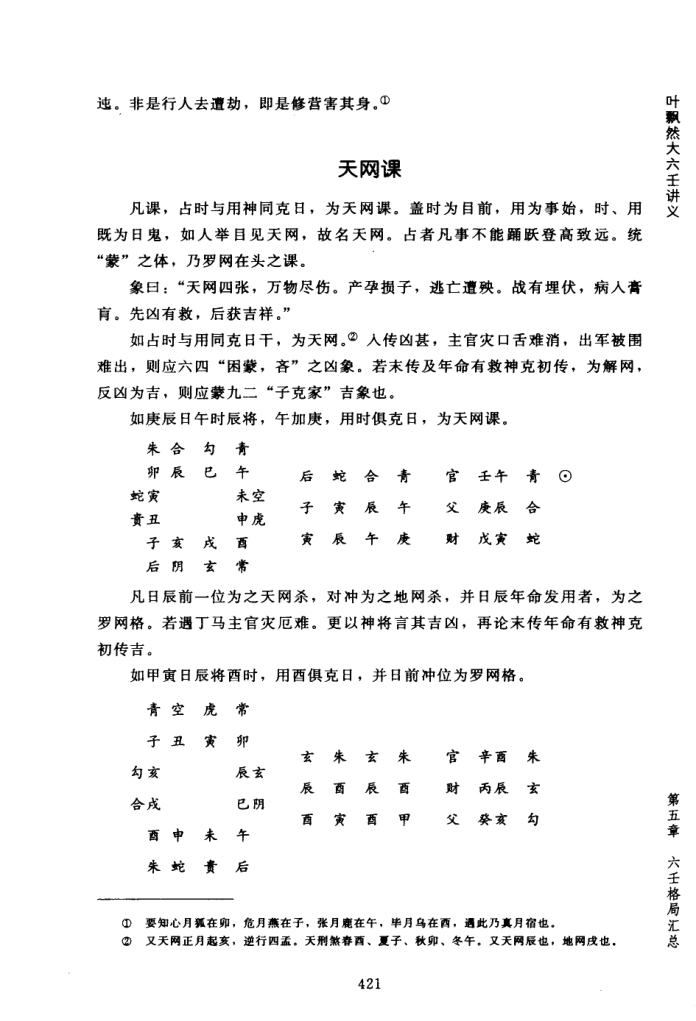 迍。非是行人去遭劫，即是修营害其身。①
天网课
凡课，占时与用神同克日，为天网课。盖时为目前，用为事始，时、用
既为日鬼，如人举目见天网，故名天网。占者凡事不能踊跃登高致远。统
“蒙”之体，乃罗网在头之课。
象曰：“天网四张，万物尽伤。产孕损子，逃亡遭殃。战有埋伏，病人膏
肓。先凶有救，后获吉祥。”
如占时与用同克日干，为天网。② 人传凶甚，主官灾口舌难消，出军被围
难出，则应六四“困蒙，吝”之凶象。若末传及年命有救神克初传，为解网，
反凶为吉，则应蒙九二“子克家”吉象也。
如庚辰日午时辰将，午加庚，用时俱克日，为天网课。
朱 合 勾 青
卯 辰 巳 午 后 蛇 合 青 官 壬午 青 ⊙
蛇寅 未空 子 寅 辰 午 父 庚辰 合
贵丑 申虎 寅 辰 午 庚 财 戊寅 蛇
子 亥 戌 酉
后 阴 玄 常
凡日辰前一位为之天网杀，对冲为之地网杀，并日辰年命发用者，为之
罗网格。若遇丁马主官灾厄难。更以神将言其吉凶，再论末传年命有救神克
初传吉。
如甲寅日辰将酉时，用酉俱克日，并日前冲位为罗网格。
青 空 虎 常
子 丑 寅 卯 玄 朱 玄 朱 官 辛酉 朱
勾亥 辰玄 辰 酉 辰 酉 财 丙辰 玄
合戌 巳阴 酉 寅 酉 甲 父 癸亥 勾
酉 申 未 午
朱 蛇 贵 后
① 要知心月狐在卯，危月燕在子，张月鹿在午，毕月乌在酉，遇此乃真月宿也。
② 又天网正月起亥，逆行四孟。天刑煞春酉、夏子、秋卯、冬午。又天网辰也，地网戌也。
421
叶飘然大六壬讲义
第五章 六壬格局汇总